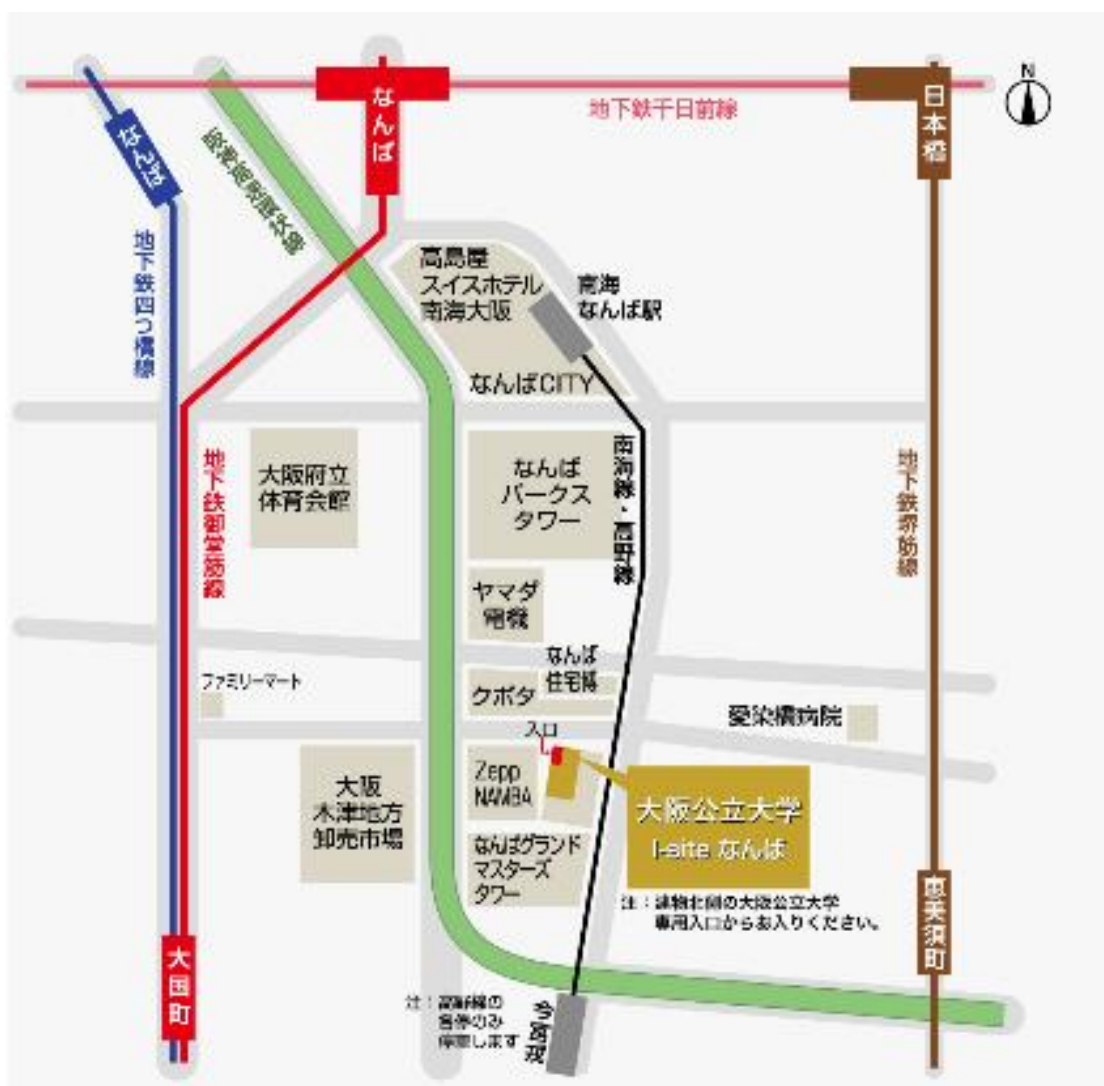 N
なんば
なんば
日本橋
地下鉄千日前線
阪神高速環状線
地下鉄四つ橋線
高島屋
スイスホテル
南海大阪
南海
なんば駅
なんばCITY
地下鉄御堂筋線
大阪府立
体育会館
なんば
パークス
タワー
南海線・高野線
地下鉄堺筋線
ヤマダ
電機
なんば
住宅博
ファミリーマート
クボタ
愛染橋病院
入口
Zepp
NAMBA
大阪
木津地方
卸売市場
大阪公立大学
I-site なんば
なんばグランド
マスターズ
タワー
注：建物北側の大阪公立大学
専用入口からお入りください。
恵美須町
大国町
注：高野線の
各停のみ
停車します
今宮戎